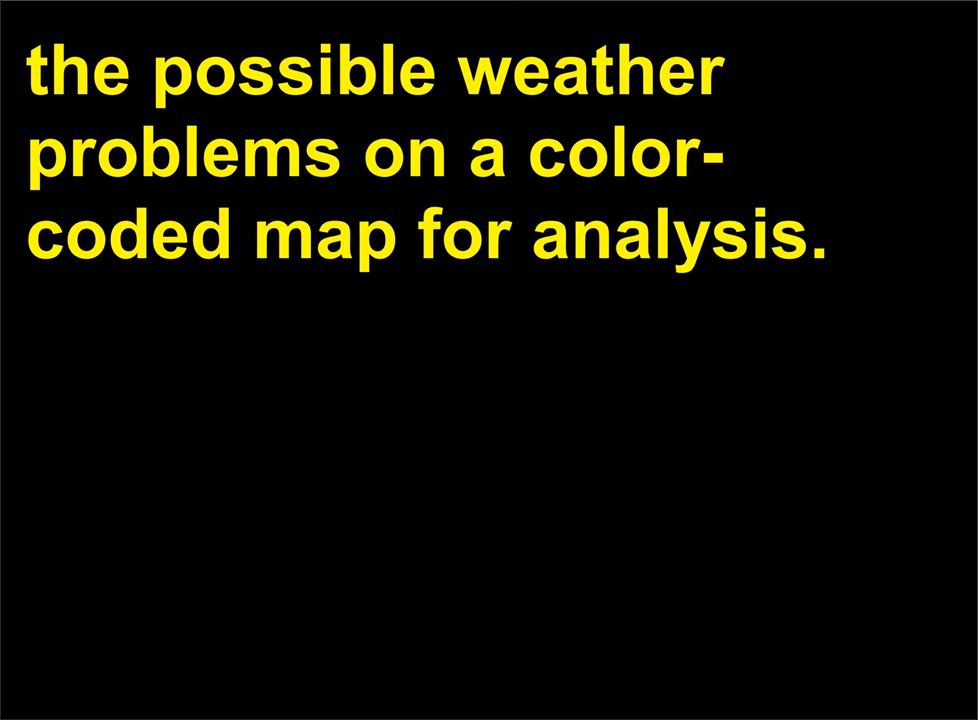 the possible weather
problems on a color-
coded map for analysis.